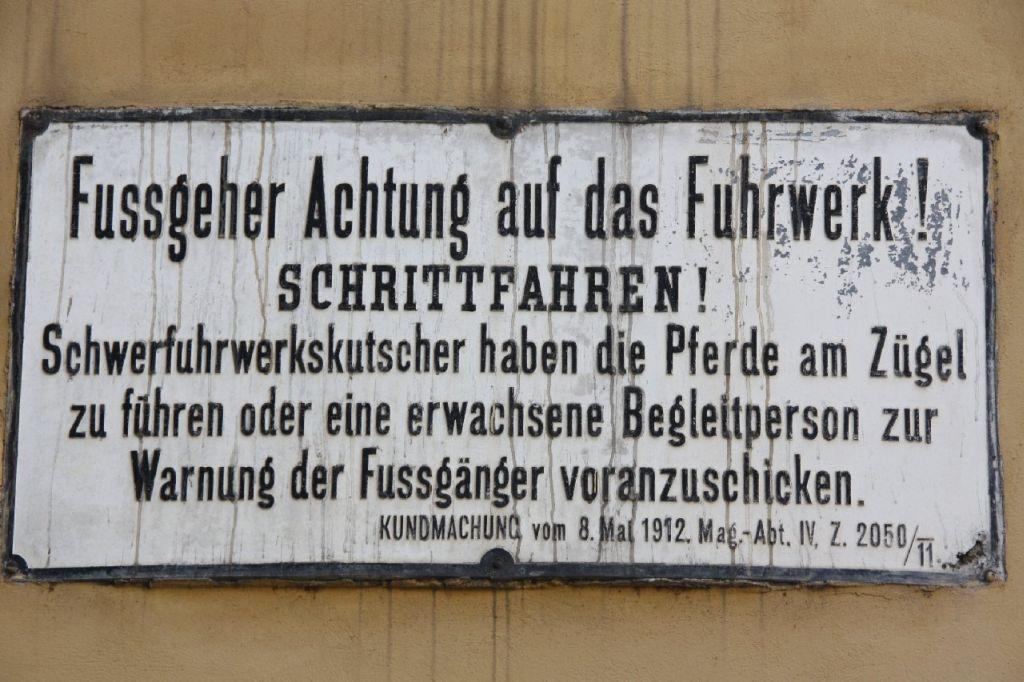 Fussgeher Achtung auf das Fuhrwerk!
SCHRITTFAHREN!
Schwerfuhrwerkskutscher haben die Pferde am Zügel
zu führen oder eine erwachsene Begleitperson zur
Warnung der Fussgänger voranzuschicken.
KUNDMACHUNG vom 8. Mai 1912. Mag.-Abt. IV, Z. 2050/11.